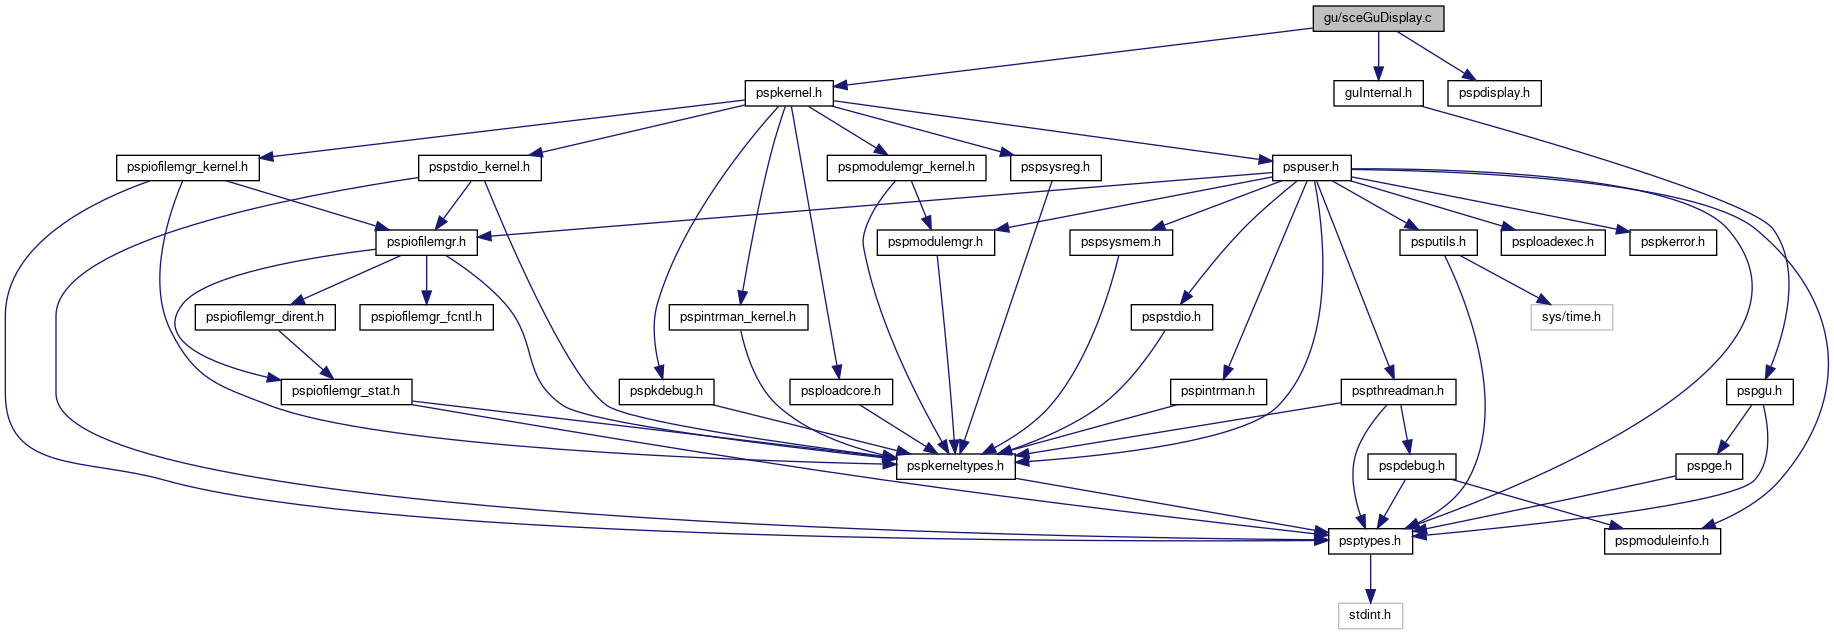 gu/sceGuDisplay.c
pspkernel.h
guInternal.h
pspdisplay.h
pspiofilemgr_kernel.h
pspstdio_kernel.h
pspmodulemgr_kernel.h
pspsysreg.h
pspuser.h
pspiofilemgr.h
pspmodulemgr.h
pspsysmem.h
psputils.h
psploadexec.h
pspkerror.h
pspiofilemgr_dirent.h
pspiofilemgr_fcntl.h
pspintrman_kernel.h
pspstdio.h
sys/time.h
pspiofilemgr_stat.h
pspkdebug.h
psploadcore.h
pspintrman.h
pspthreadman.h
pspgu.h
pspkerneltypes.h
pspdebug.h
pspge.h
psptypes.h
pspmoduleinfo.h
stdint.h